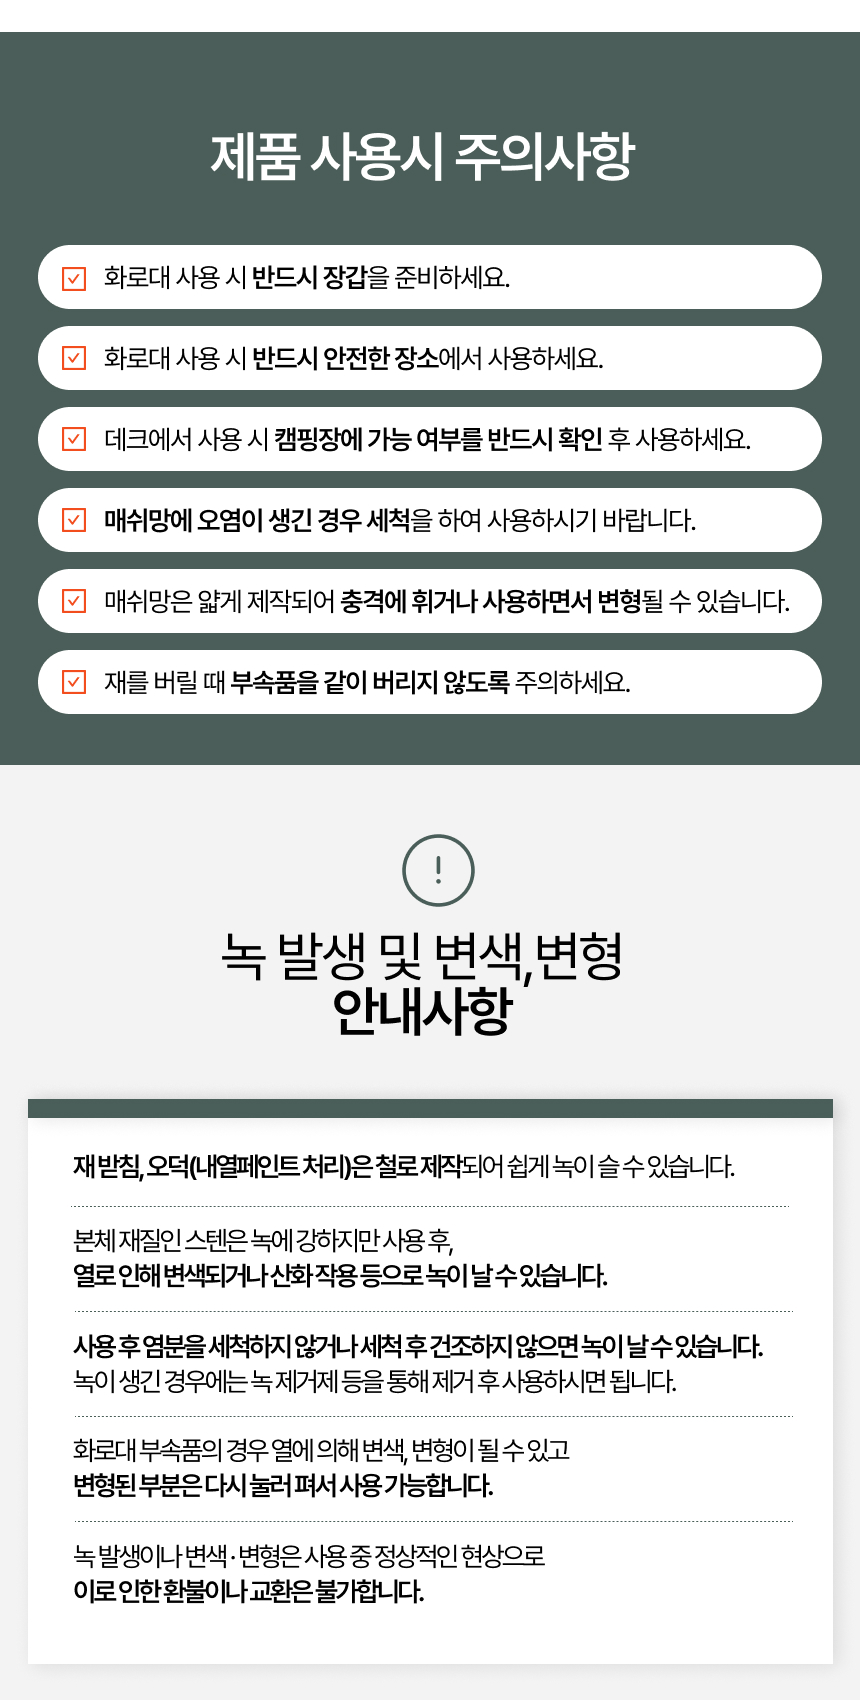 제품 사용시 주의사항
화로대 사용 시 반드시 장갑을 준비하세요.
화로대 사용 시 반드시 안전한 장소에서 사용하세요.
데크에서 사용 시 캠핑장에 가능 여부를 반드시 확인 후 사용하세요.
매쉬망에 오염이 생긴 경우 세척을 하여 사용하시기 바랍니다.
매쉬망은 얇게 제작되어 충격에 휘거나 사용하면서 변형될 수 있습니다.
재를 버릴 때 부속품을 같이 버리지 않도록 주의하세요.
!
녹 발생 및 변색,변형
안내사항
재 받침, 오덕(내열페인트 처리)은 철로 제작되어 쉽게 녹이 슬 수 있습니다.
본체 재질인 스텐은 녹에 강하지만 사용 후,
열로 인해 변색되거나 산화 작용 등으로 녹이 날 수 있습니다.
사용 후 염분을 세척하지 않거나 세척 후 건조하지 않으면 녹이 날 수 있습니다.
녹이 생긴 경우에는 녹 제거제 등을 통해 제거 후 사용하시면 됩니다.
화로대 부속품의 경우 열에 의해 변색, 변형이 될 수 있고
변형된 부분은 다시 눌러 펴서 사용 가능합니다.
녹 발생이나 변색·변형은 사용 중 정상적인 현상으로
이로 인한 환불이나 교환은 불가합니다.